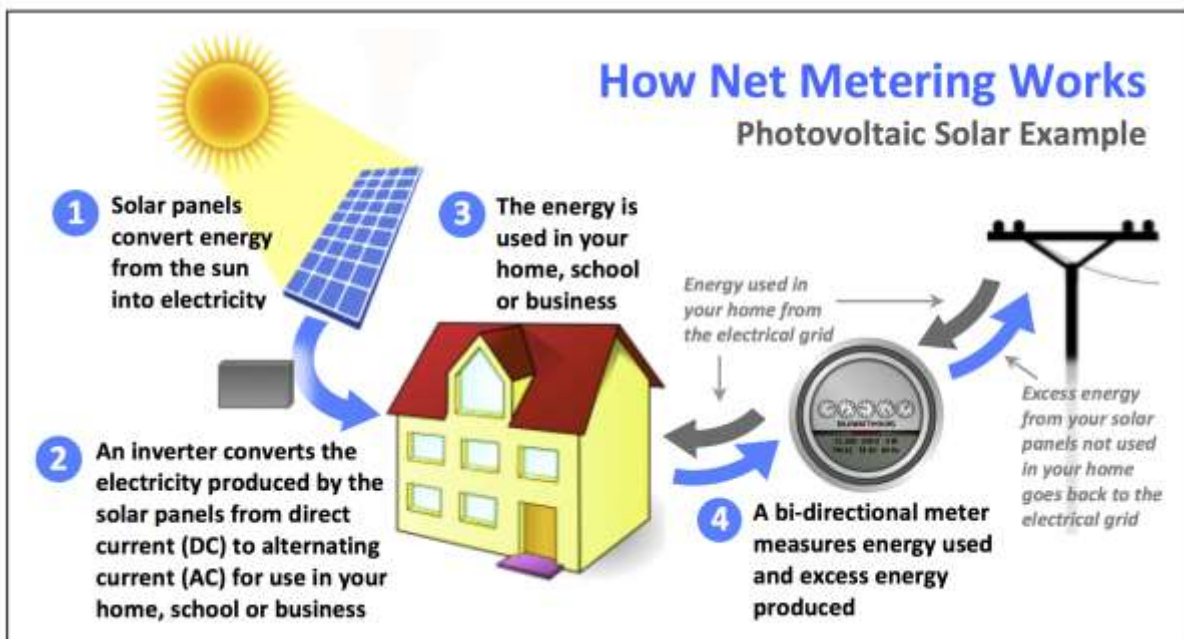 How Net Metering Works
Photovoltaic Solar Example
1
Solar panels
convert energy
from the sun
into electricity
2
An inverter converts the
electricity produced by the
solar panels from direct
current (DC) to alternating
current (AC) for use in your
home, school or business
3
The energy is
used in your
home, school
or business
Energy used in
your home from
the electrical grid
KILOWATTHOURS
Excess energy
from your solar
panels not used
in your home
goes back to the
electrical grid
4
A bi-directional meter
measures energy used
and excess energy
produced